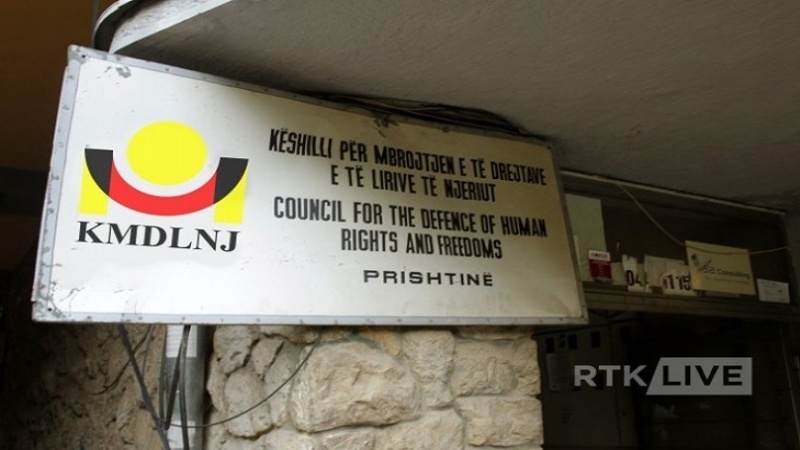 KËSHILLI PËR MBROJTJEN E TË DREJTAVE
E TË LIRIVE TË NJERIUT
COUNCIL FOR THE DEFENCE OF HUMAN
RIGHTS AND FREEDOMS
PRISHTINË
KMDLNJ
Consulting
RTK LIVE